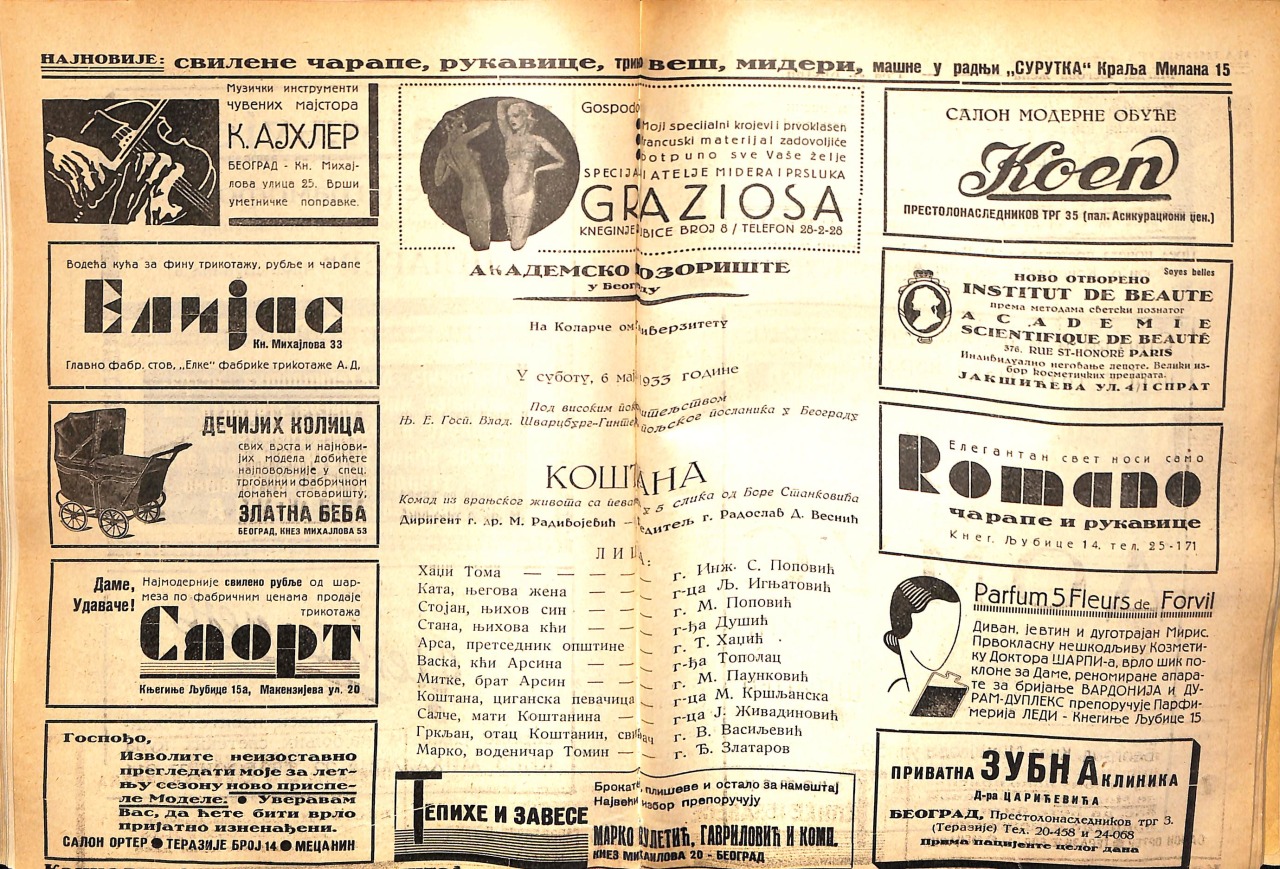 НАЈНОВИЈЕ: СВИЛЕНЕ ЧАРАПЕ, РУКАВИЦЕ, ВЕШ, МИДЕРИ, МАШНЕ У РАДЊИ „СУРУТКА“ Краља Милана 15
Музички инструменти
чувених мајстора
К. АЈХЛЕР
БЕОГРАД - Кн. Михај-
лова улица 25. Врши
уметничке поправке.
Водећа кућа за фину трикотажу, рубље и чарапе
Елијас
Кн. Михајлова 33
Главно фабр. стов. „Елке“ фабрике трикотаже А. Д,
ДЕЧИЈИХ КОЛИЦА
свих врста и најнови-
јих модела добићете
најповољније у спец.
трговини и фабричном
домаћем стоваришту,
ЗЛАТНА БЕБА
БЕОГРАД, КНЕЗ МИХАЈЛОВА 53
Даме,
Удаваче!
Најмодерније свилено рубље од шар-
меза по фабричним ценама продаје
трикотажа
Спорт
Књегиње Љубице 15а, Макензијева ул. 20
Госпођо,
Изволите неизоставно
прегледати моје за лет-
њу сезону ново приспе-
ле Моделе. ● Уверавам
Вас, да ћете бити врло
пријатно изненађени.
САЛОН ОРТЕР ● ТЕРАЗИЈЕ БРОЈ 14 ● МЕЦАНИН
Gospođo
Moji specijalni krojevi i prvoklasen
francuski materijal zadovoljiće
potpuno sve Vaše želje
ATELJE MIDERA I PRSLUKA
GRAZIOSA
KNEGINJE BICE BROJ 8 / TELEFON 28-2-28
АКАДЕМСКО ПОЗОРИШТЕ
у Београду
На Коларчевом Универзитету
У суботу, 6 маја 1933 године
Под високим покровитељством
Њ. Е. Госп. Влад. Шварцбург-Гинте пољског посланика у Београду
КОШТАНА
Комад из врањског живота са пева у 5 слика од Боре Станковића
Диригент г. др. М. Радивојевић — Редитељ г. Радослав Д. Веснић
ЛИЦА:
Хаџи Тома — — — — г. Инж. С. Поповић
Ката, његова жена — — г-ца Љ. Игњатовић
Стојан, њихов син — — г. М. Поповић
Стана, њихова кћи — — г-ђа Душић
Арса, претседник општине — г. Т. Хаџић
Васка, кћи Арсина — — г-ђа Тополац
Митке, брат Арсин — — г. М. Паунковић
Коштана, циганска певачица г-ца М. Кршљанска
Салче, мати Коштанина — г-ца Ј. Живадиновић
Гркљан, отац Коштанин, свирач г. В. Васиљевић
Марко, воденичар Томин — г. Ђ. Златаров
ТЕПИХЕ И ЗАВЕСЕ
Брокате, плишеве и остало за намештај
Највећи избор препоручују
МАРКО ВУЛЕТИЋ, ГАВРИЛОВИЋ И КОМП.
КНЕЗ МИХАИЛОВА 20 - БЕОГРАД
САЛОН МОДЕРНЕ ОБУЋЕ
Коен
ПРЕСТОЛОНАСЛЕДНИКОВ ТРГ 35 (пал. Асикурациони џен.)
НОВО ОТВОРЕНО
Soyes belles
INSTITUT DE BEAUTE
према методама светски познатог
ACADEMIE
SCIENTIFIQUE DE BEAUTÉ
376, RUE ST-HONORÉ PARIS
Индивидуално неговање лепоте. Велики из-
бор козметичких препарата.
ЈАКШИЋЕВА УЛ. 4/I СПРАТ
Елегантан свет носи само
Romano
чарапе и рукавице
Кнег. Љубице 14, тел. 25-171
Parfum 5 Fleurs de Forvil
Диван, јевтин и дуготрајан Мирис.
Првокласну нешкодљиву Козмети-
ку Доктора ШАРПИ-а, врло шик по-
клоне за Даме, реномиране апара-
те за бријање ВАРДОНИЈА и ДУ-
РАМ-ДУПЛЕКС препоручује Парфи-
мерија ЛЕДИ - Кнегиње Љубице 15
ПРИВАТНА ЗУБНА КЛИНИКА
Д-ра ЦАРИЋЕВИЋА
БЕОГРАД, Престолонаследников трг 3.
(Теразије) Тел. 20-458 и 24-068
Прима пацијенте целог дана